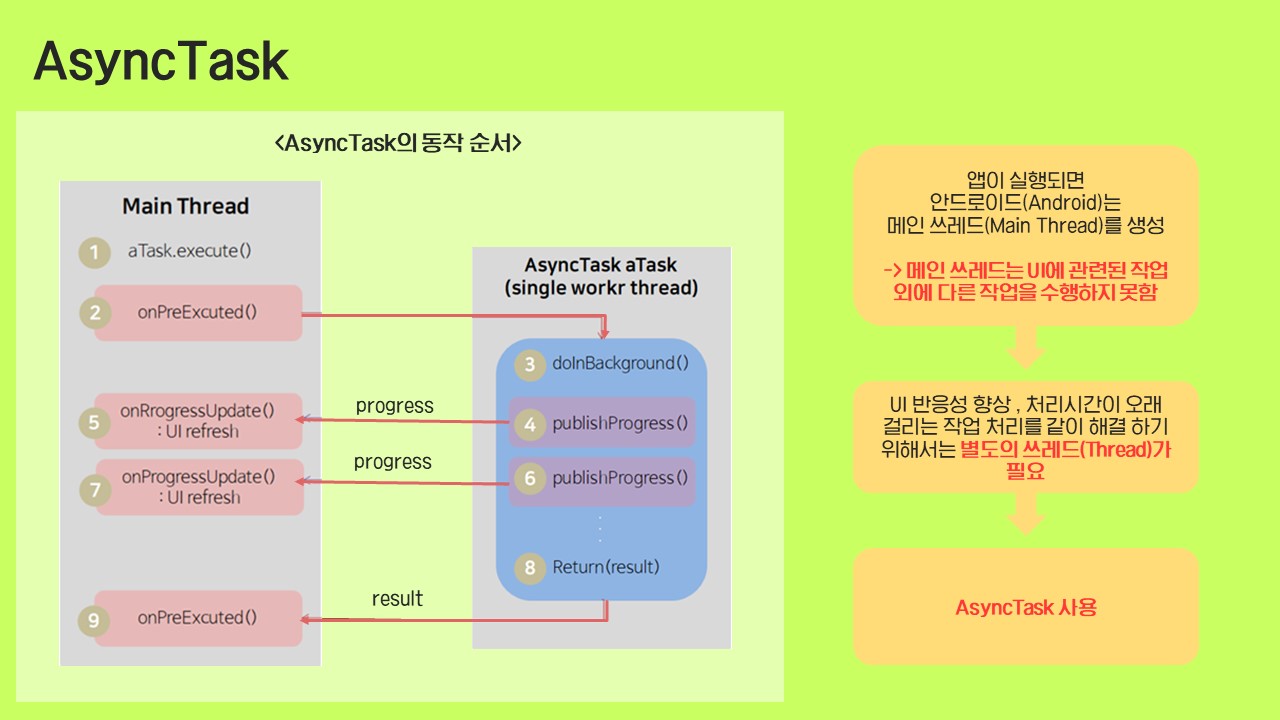 AsyncTask
<AsyncTask의 동작 순서>
Main Thread
1 aTask.execute()
2 onPreExcuted()
5 onRrogressUpdate()
: UI refresh
7 onProgressUpdate()
: UI refresh
9 onPreExcuted()
progress
progress
result
AsyncTask aTask
(single workr thread)
3 doInBackground()
4 publishProgress()
6 publishProgress()
8 Return(result)
앱이 실행되면
안드로이드(Android)는
메인 쓰레드(Main Thread)를 생성
-> 메인 쓰레드는 UI에 관련된 작업
외에 다른 작업을 수행하지 못함
UI 반응성 향상 , 처리시간이 오래
걸리는 작업 처리를 같이 해결 하기
위해서는 별도의 쓰레드(Thread)가
필요
AsyncTask 사용